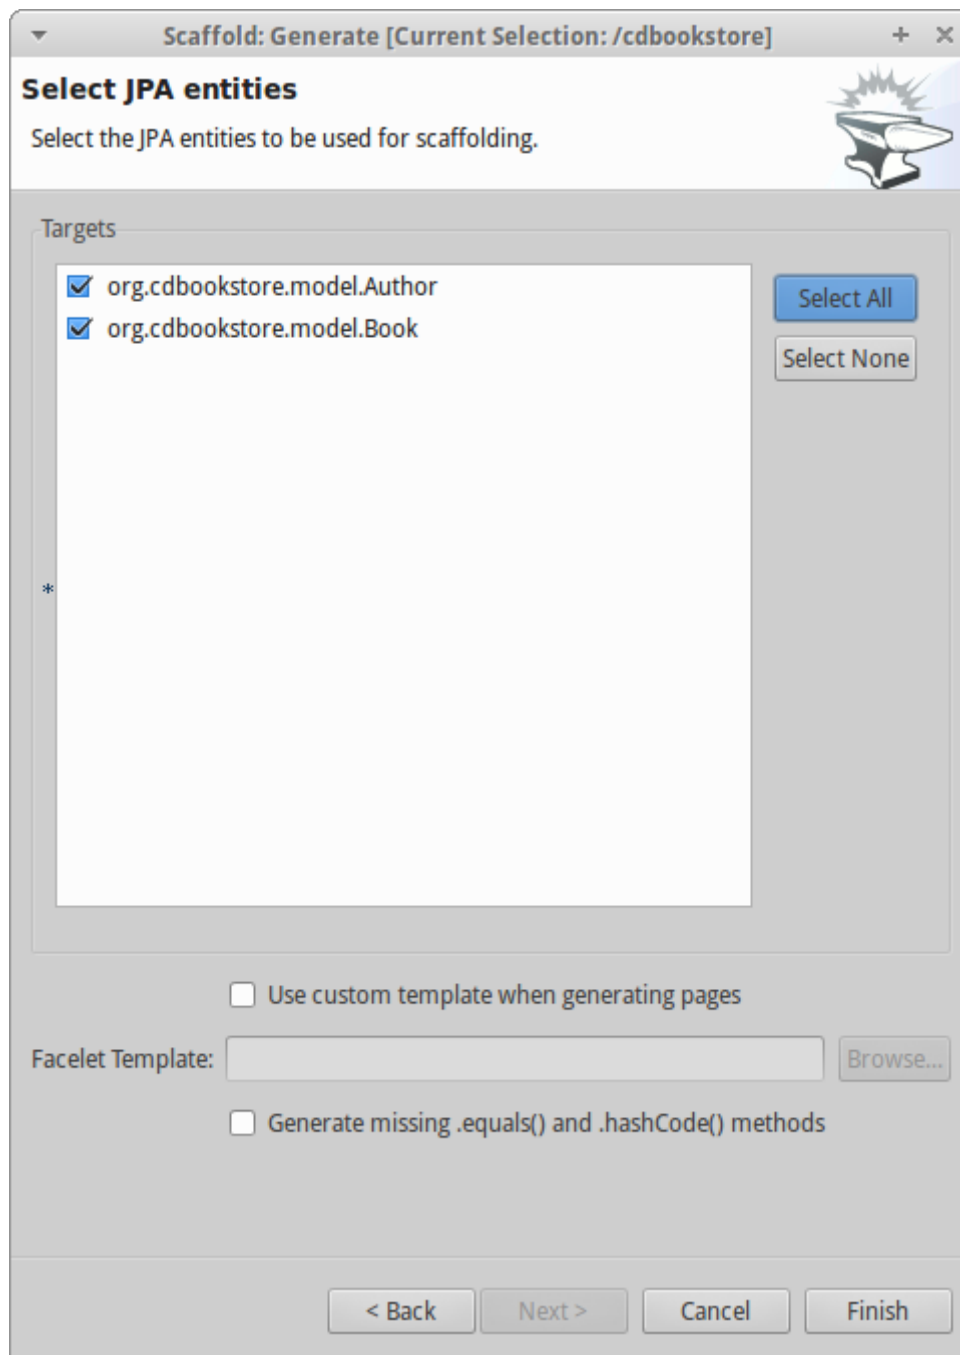 Scaffold: Generate [Current Selection: /cdbookstore]
Select JPA entities
Select the JPA entities to be used for scaffolding.
Targets
org.cdbookstore.model.Author
Select All
org.cdbookstore.model.Book
Select None
*
Use custom template when generating pages
Facelet Template:
Browse...
Generate missing .equals() and .hashCode() methods
< Back
Next >
Cancel
Finish